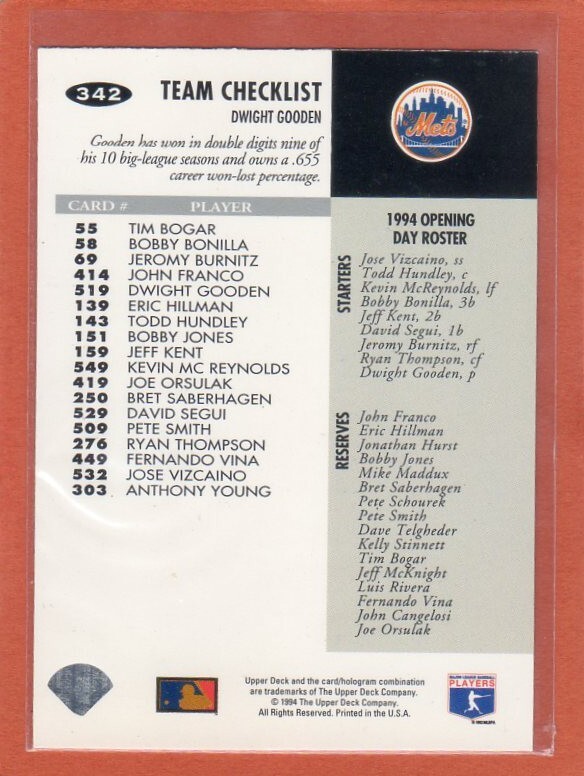 342 TEAM CHECKLIST
DWIGHT GOODEN
Gooden has won in double digits nine of
his 10 big-league seasons and owns a .655
career won-lost percentage.
CARD # PLAYER
55 TIM BOGAR
58 BOBBY BONILLA
69 JEROMY BURNITZ
414 JOHN FRANCO
519 DWIGHT GOODEN
139 ERIC HILLMAN
143 TODD HUNDLEY
151 BOBBY JONES
159 JEFF KENT
549 KEVIN MC REYNOLDS
419 JOE ORSULAK
250 BRET SABERHAGEN
529 DAVID SEGUI
509 PETE SMITH
276 RYAN THOMPSON
449 FERNANDO VINA
532 JOSE VIZCAINO
303 ANTHONY YOUNG
Mets
1994 OPENING
DAY ROSTER
STARTERS
Jose Vizcaino, ss
Todd Hundley, c
Kevin McReynolds, lf
Bobby Bonilla, 3b
Jeff Kent, 2b
David Segui, 1b
Jeromy Burnitz, rf
Ryan Thompson, cf
Dwight Gooden, p
RESERVES
John Franco
Eric Hillman
Jonathan Hurst
Bobby Jones
Mike Maddux
Bret Saberhagen
Pete Schourek
Pete Smith
Dave Telgheder
Kelly Stinnett
Tim Bogar
Jeff McKnight
Luis Rivera
Fernando Vina
John Cangelosi
Joe Orsulak
Upper Deck and the card/hologram combination
are trademarks of The Upper Deck Company.
© 1994 The Upper Deck Company.
All Rights Reserved. Printed in the U.S.A.
MAJOR LEAGUE BASEBALL
PLAYERS